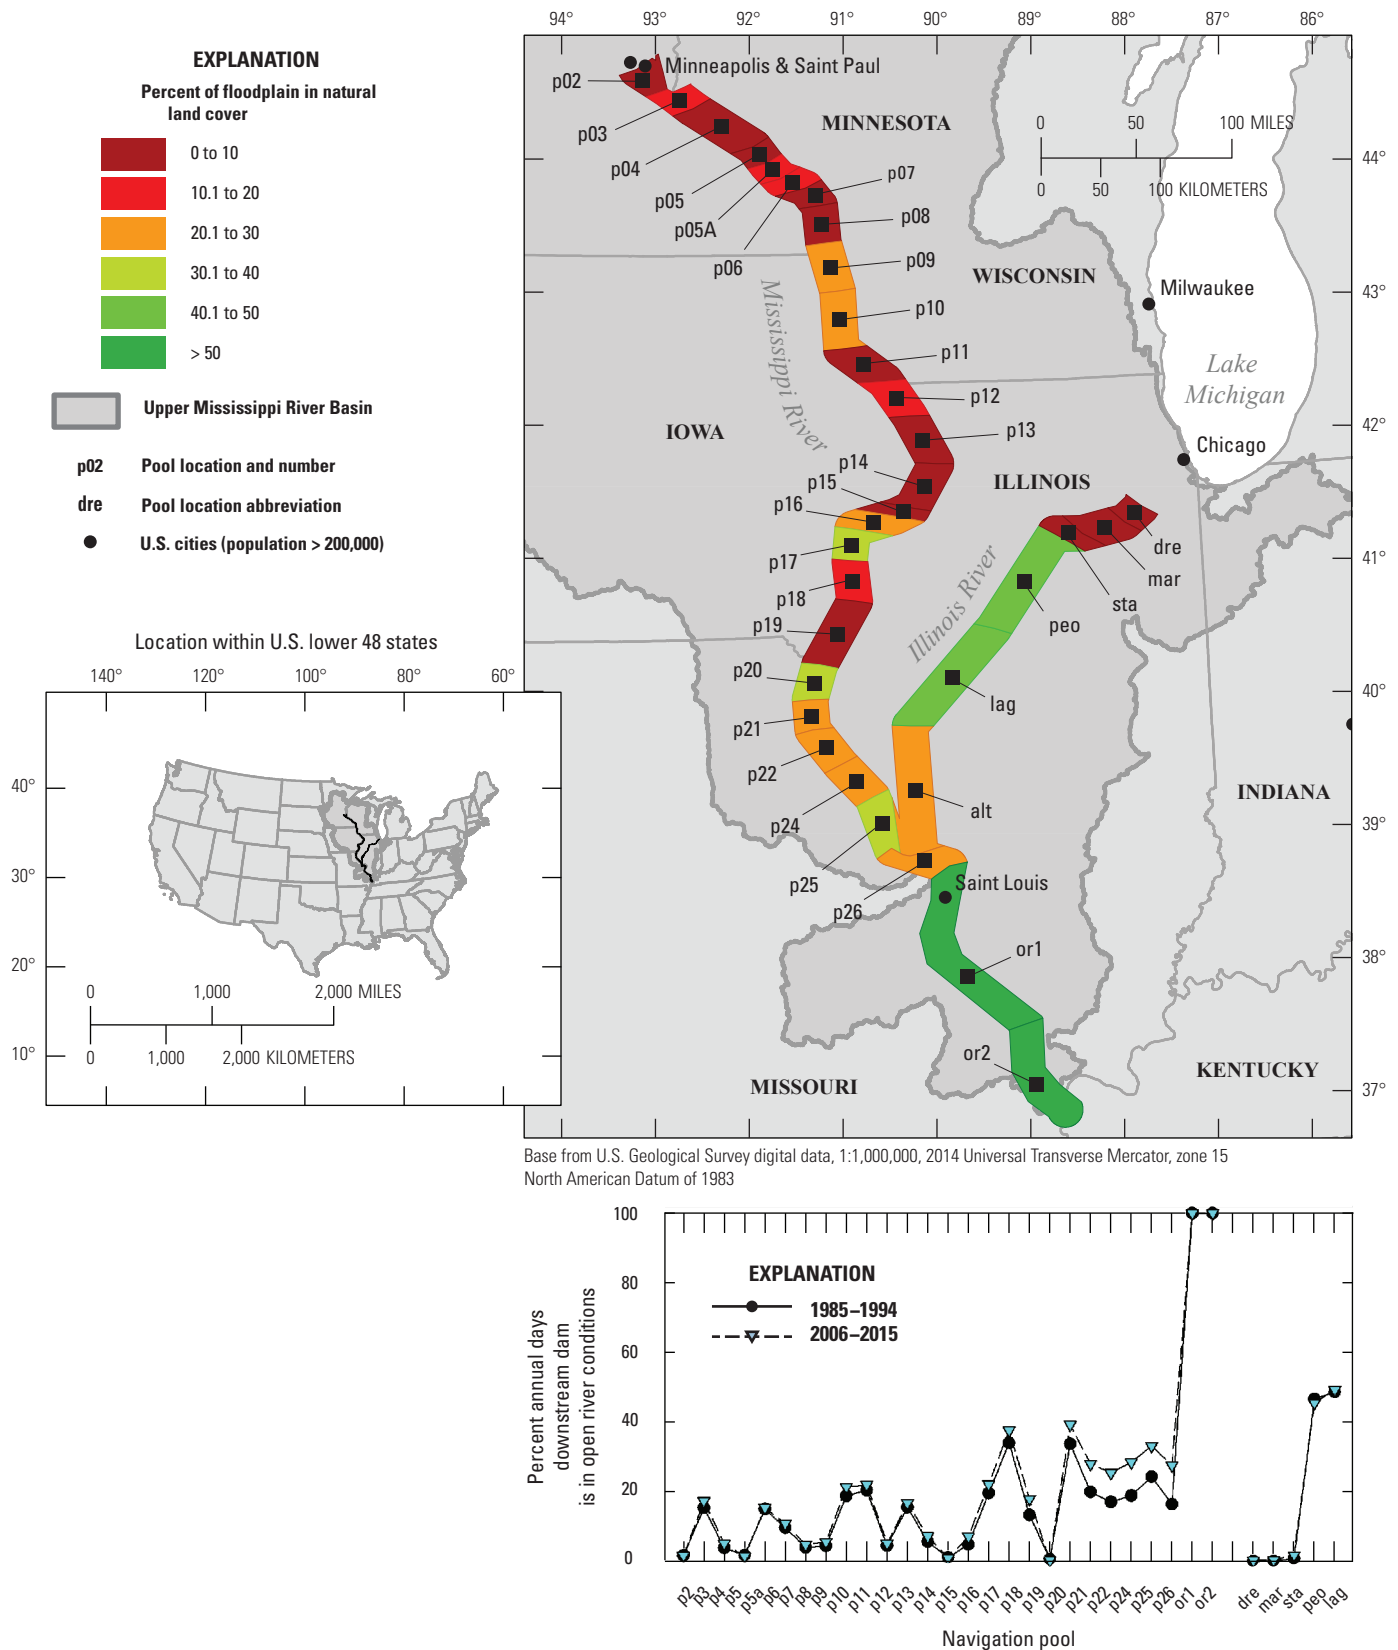 EXPLANATION
Percent of floodplain in natural
land cover
0 to 10
10.1 to 20
20.1 to 30
30.1 to 40
40.1 to 50
> 50
Upper Mississippi River Basin
p02 Pool location and number
dre Pool location abbreviation
U.S. cities (population > 200,000)
94° 93° 92° 91° 90° 89° 88° 87° 86°
44°
43°
42°
41°
40°
39°
38°
37°
Minneapolis & Saint Paul
MINNESOTA
WISCONSIN
IOWA
ILLINOIS
INDIANA
MISSOURI
KENTUCKY
Milwaukee
Chicago
Saint Louis
Lake
Michigan
Mississippi River
Illinois River
0 50 100 MILES
0 50 100 KILOMETERS
p02
p03
p04
p05
p05A
p06
p07
p08
p09
p10
p11
p12
p13
p14
p15
p16
p17
p18
p19
p20
p21
p22
p24
p25
p26
dre
mar
sta
peo
lag
alt
or1
or2
Location within U.S. lower 48 states
140° 120° 100° 80° 60°
40°
30°
20°
10°
0 1,000 2,000 MILES
0 1,000 2,000 KILOMETERS
Base from U.S. Geological Survey digital data, 1:1,000,000, 2014 Universal Transverse Mercator, zone 15
North American Datum of 1983
Percent annual days
downstream dam
is in open river conditions
100
80
60
40
20
0
EXPLANATION
1985–1994
2006–2015
p2 p3 p4 p5 p5a p6 p7 p8 p9 p10 p11 p12 p13 p14 p15 p16 p17 p18 p19 p20 p21 p22 p24 p25 p26 or1 or2 dre mar sta peo lag
Navigation pool